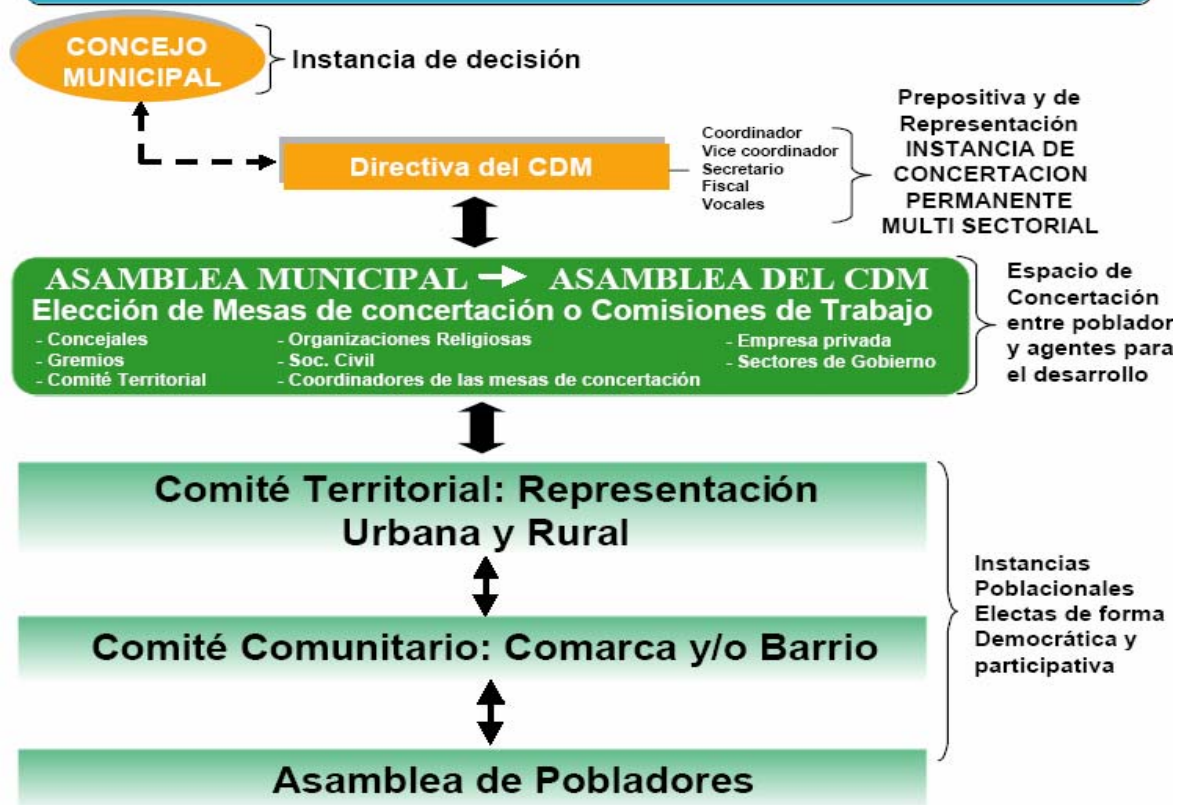 CONCEJO
MUNICIPAL
Instancia de decisión
Directiva del CDM
Coordinador
Vice coordinador
Secretario
Fiscal
Vocales
Prepositiva y de
Representación
INSTANCIA DE
CONCERTACION
PERMANENTE
MULTI SECTORIAL
ASAMBLEA MUNICIPAL → ASAMBLEA DEL CDM
Elección de Mesas de concertación o Comisiones de Trabajo
- Concejales
- Gremios
- Comité Territorial
- Organizaciones Religiosas
- Soc. Civil
- Coordinadores de las mesas de concertación
- Empresa privada
- Sectores de Gobierno
Espacio de
Concertación
entre poblador
y agentes para
el desarrollo
Comité Territorial: Representación
Urbana y Rural
Comité Comunitario: Comarca y/o Barrio
Asamblea de Pobladores
Instancias
Poblacionales
Electas de forma
Democrática y
participativa